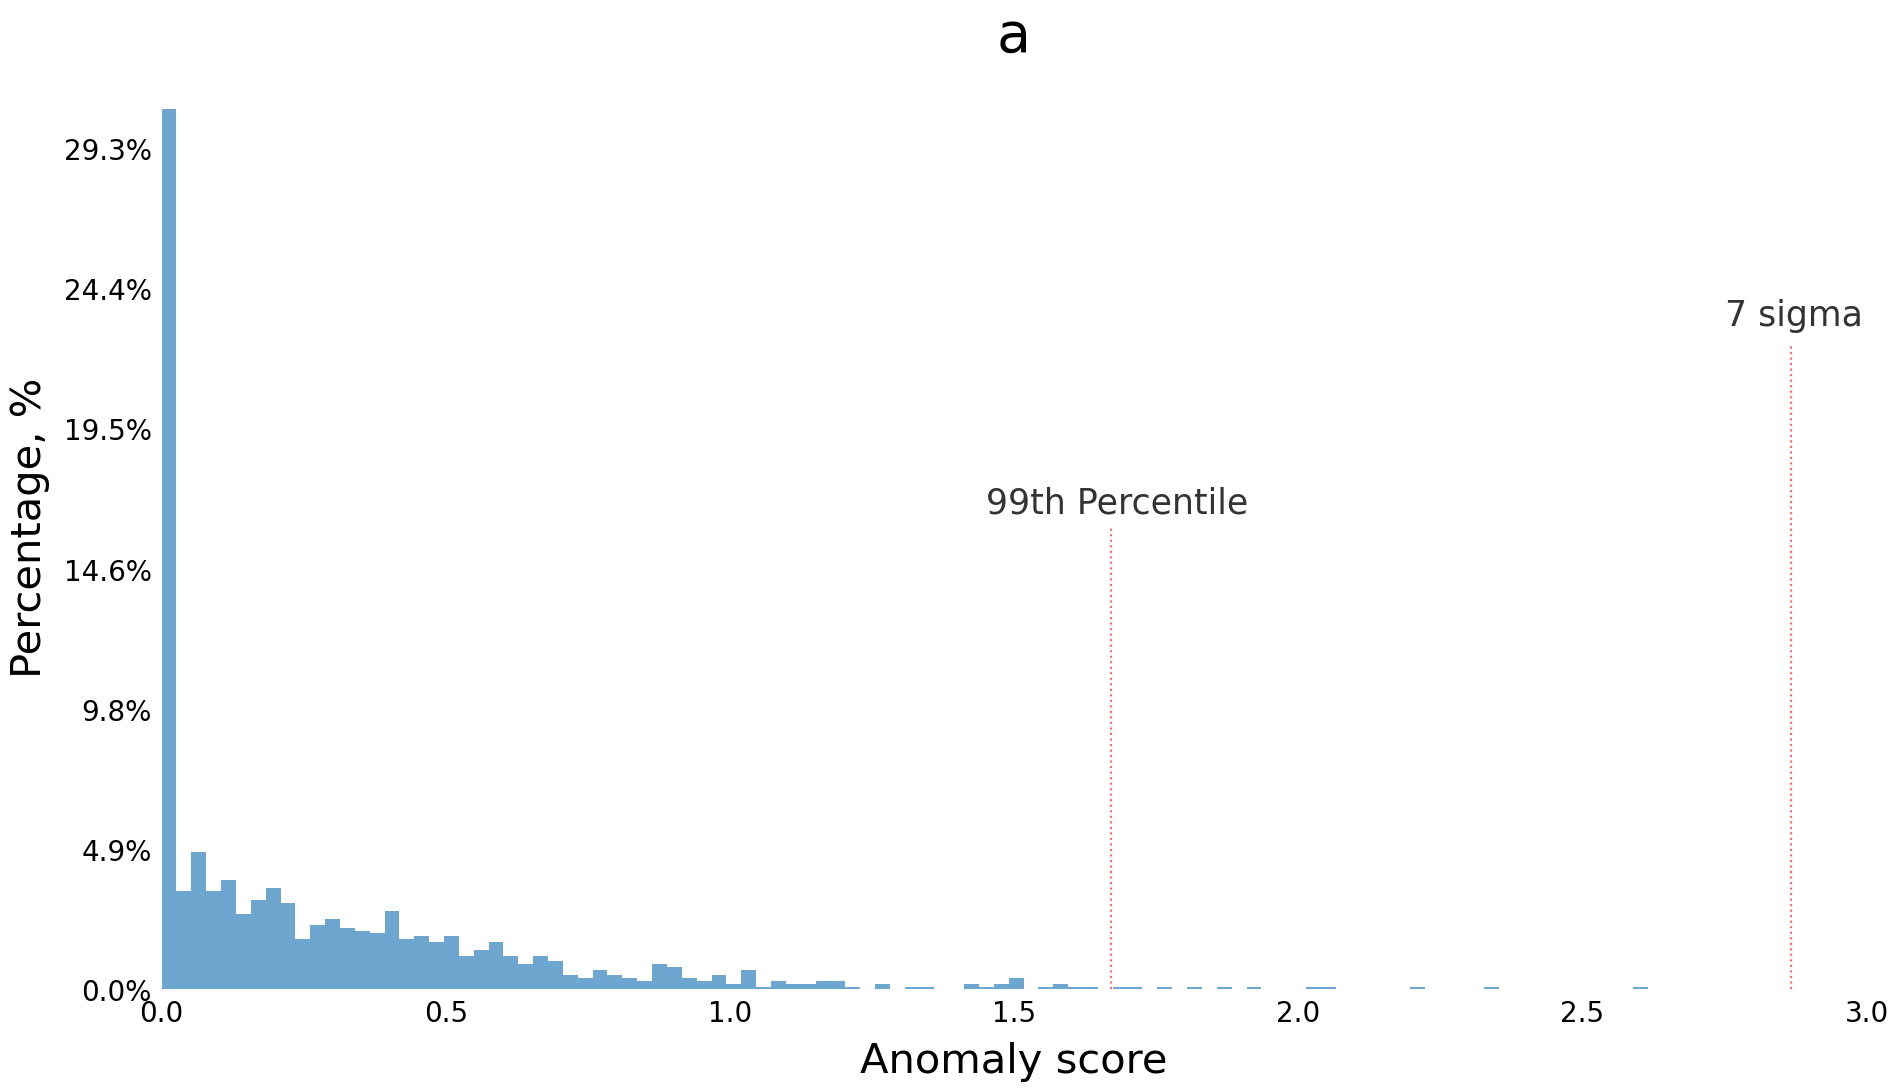 a
29.3%
24.4%
19.5%
14.6%
9.8%
4.9%
0.0%
Percentage, %
7 sigma
99th Percentile
0.0 0.5 1.0 1.5 2.0 2.5 3.0
Anomaly score